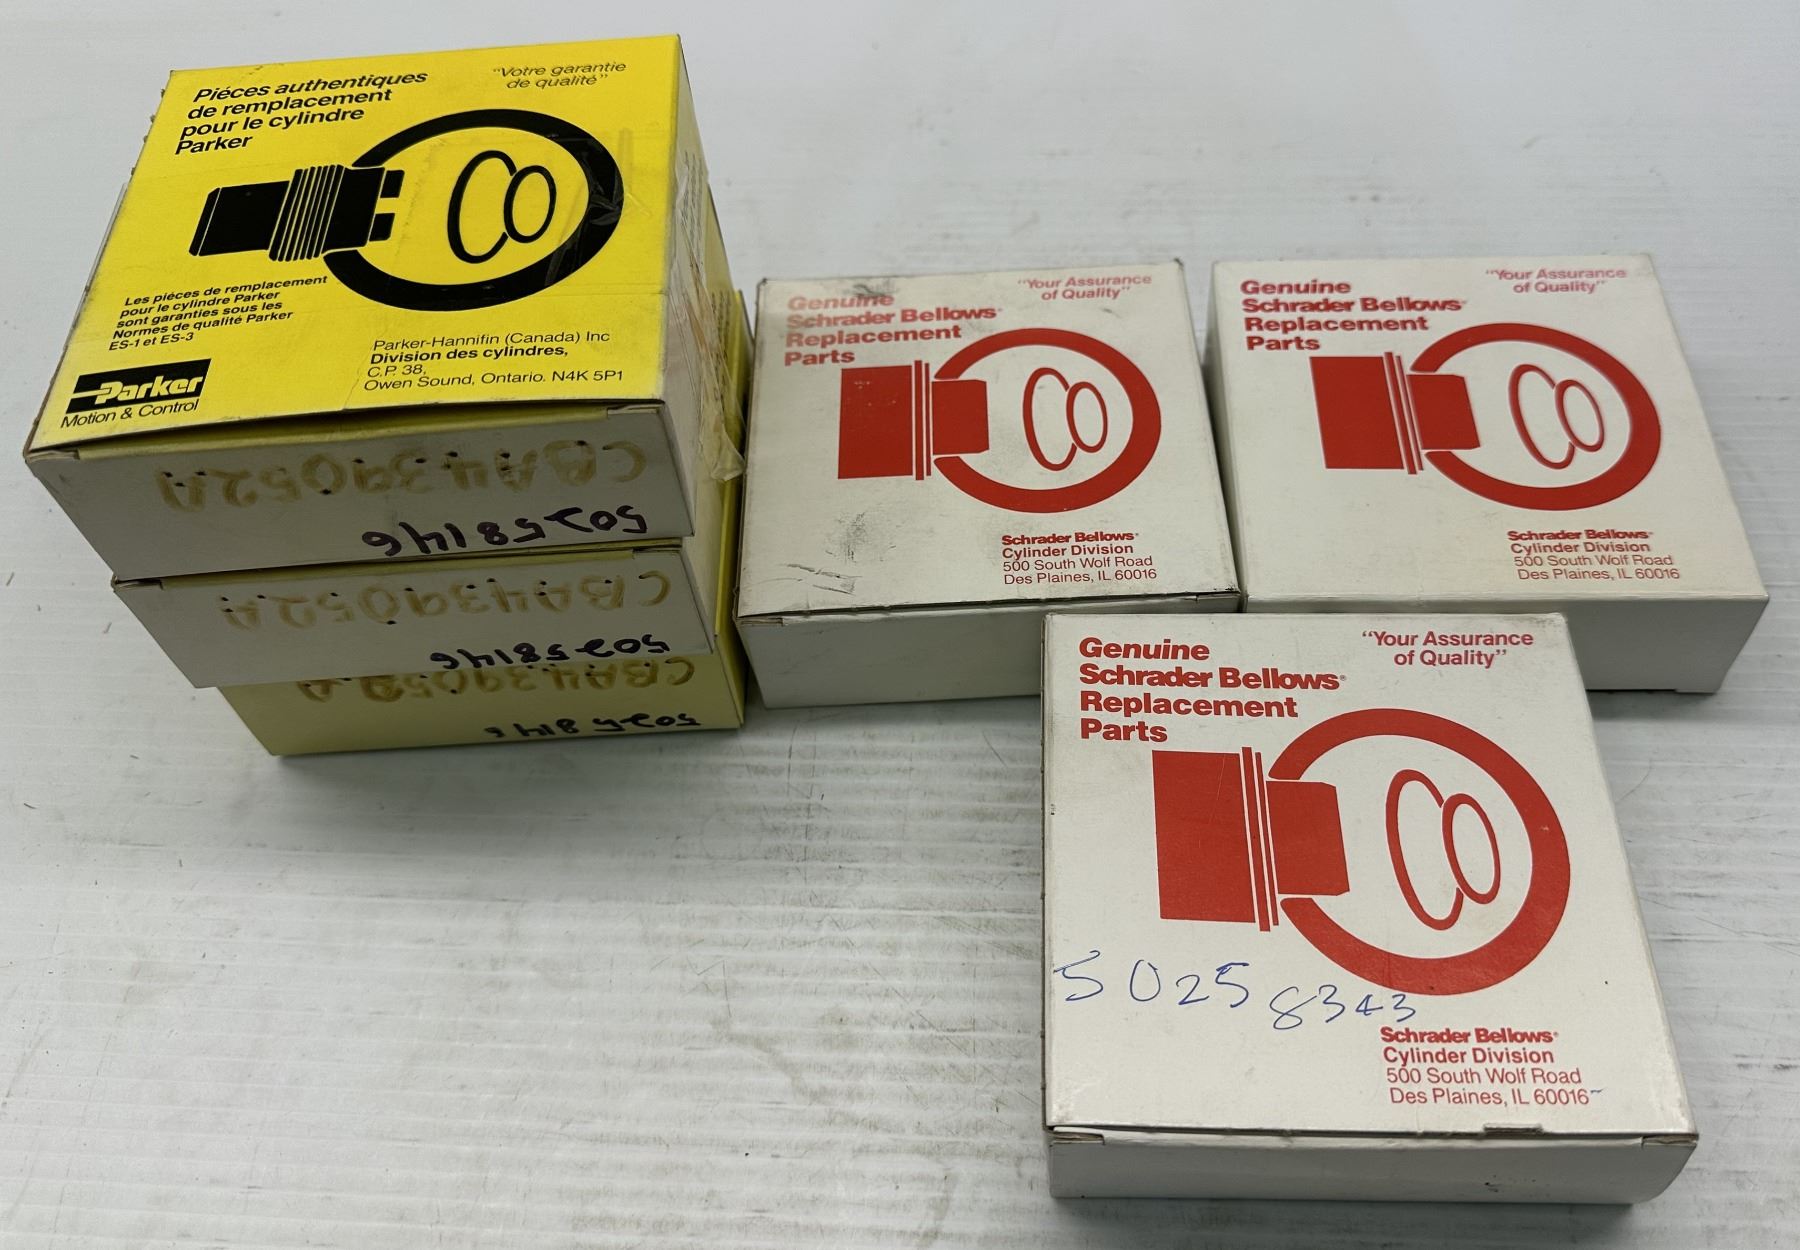 Piéces authentiques
de remplacement
pour le cylindre
Parker
"Votre garantie
de qualité"
Les piéces de remplacement
pour le cylindre Parker
sont garanties sous les
Normes de qualité Parker
ES-1 et ES-3
Parker
Motion & Control
Parker-Hannifin (Canada) Inc
Division des cylindres,
C.P. 38,
Owen Sound, Ontario. N4K 5P1
CBA439052A
50258146
CBA439052A
50258146
CBA439052A
50258146
Genuine
Schrader Bellows®
Replacement
Parts
"Your Assurance
of Quality"
Schrader Bellows®
Cylinder Division
500 South Wolf Road
Des Plaines, IL 60016
Genuine
Schrader Bellows®
Replacement
Parts
"Your Assurance
of Quality"
Schrader Bellows®
Cylinder Division
500 South Wolf Road
Des Plaines, IL 60016
Genuine
Schrader Bellows®
Replacement
Parts
"Your Assurance
of Quality"
50258343
Schrader Bellows®
Cylinder Division
500 South Wolf Road
Des Plaines, IL 60016